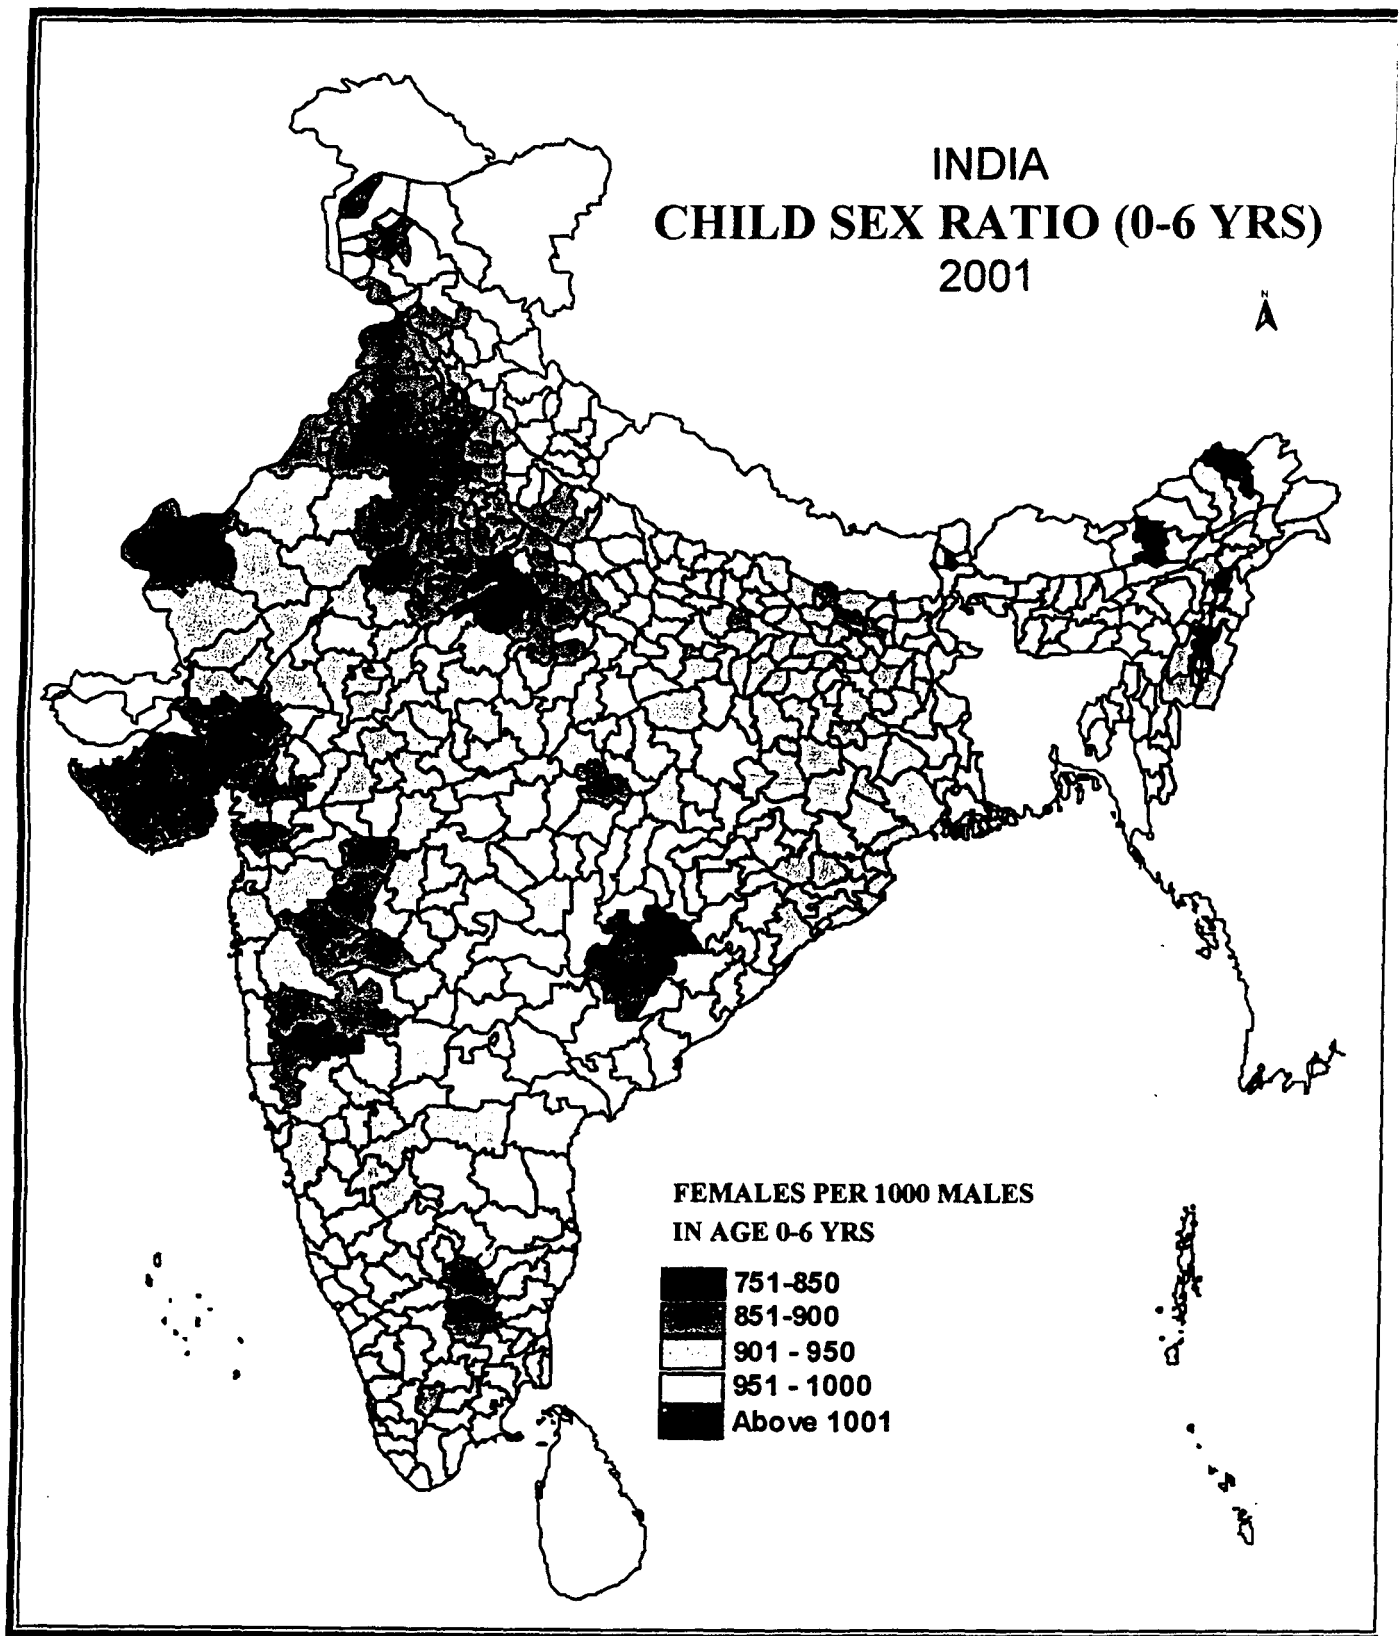 INDIA
CHILD SEX RATIO (0-6 YRS)
2001
N
FEMALES PER 1000 MALES
IN AGE 0-6 YRS
751-850
851-900
901 - 950
951 - 1000
Above 1001